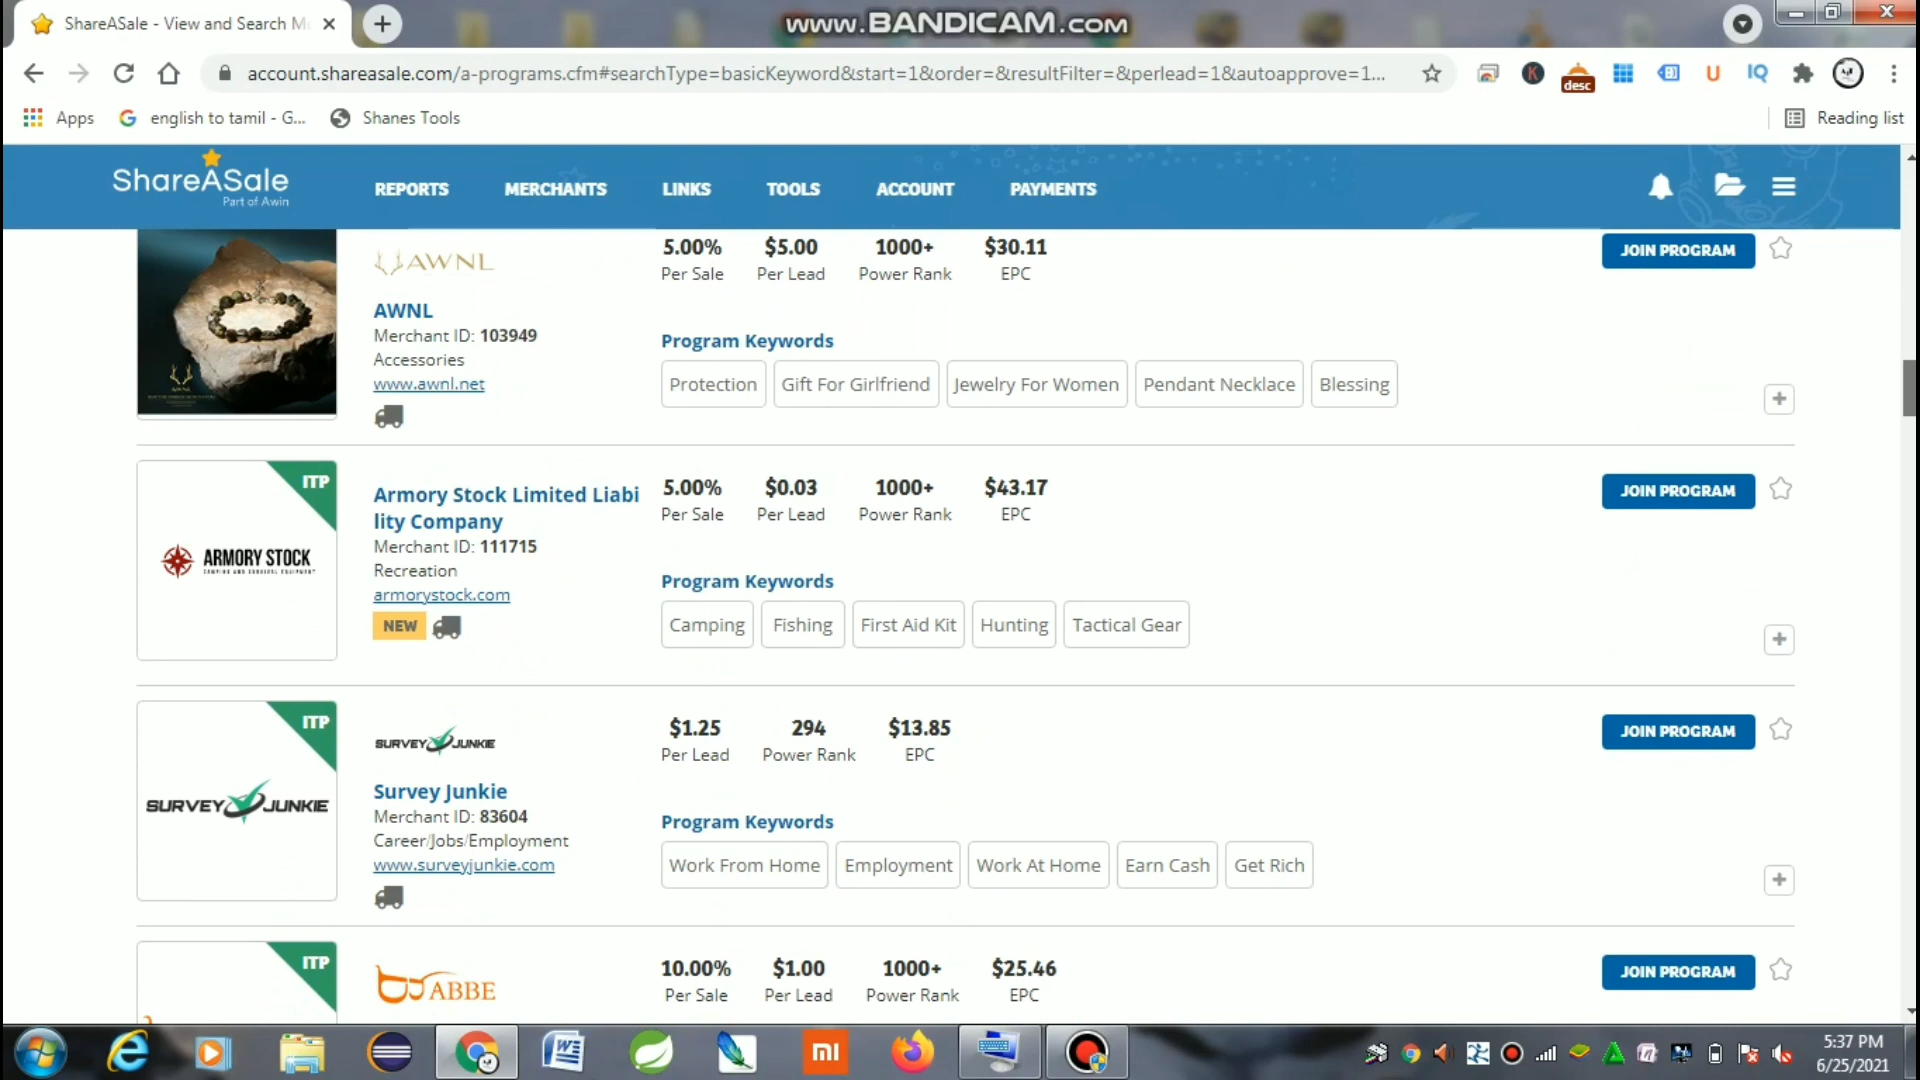 ShareASale - View and Search M
www.BANDICAM.com
account.shareasale.com/a-programs.cfm#searchType=basicKeyword&start=1&order=&resultFilter=&perlead=1&autoapprove=1...
K
desc
U
IQ
Apps
english to tamil - G...
Shanes Tools
Reading list
ShareASale
Part of Awin
REPORTS
MERCHANTS
LINKS
TOOLS
ACCOUNT
PAYMENTS
AWNL
AWNL
AWNL
Merchant ID: 103949
Accessories
www.awnl.net
5.00% $5.00 1000+ $30.11
Per Sale Per Lead Power Rank EPC
Program Keywords
Protection Gift For Girlfriend Jewelry For Women Pendant Necklace Blessing
JOIN PROGRAM
ITP
ARMORY STOCK
CAMPING AND SURVIVAL EQUIPMENT
Armory Stock Limited Liabi
lity Company
Merchant ID: 111715
Recreation
armorystock.com
NEW
5.00% $0.03 1000+ $43.17
Per Sale Per Lead Power Rank EPC
Program Keywords
Camping Fishing First Aid Kit Hunting Tactical Gear
JOIN PROGRAM
ITP
SURVEY JUNKIE
SURVEY JUNKIE
Survey Junkie
Merchant ID: 83604
Career/Jobs/Employment
www.surveyjunkie.com
$1.25 294 $13.85
Per Lead Power Rank EPC
Program Keywords
Work From Home Employment Work At Home Earn Cash Get Rich
JOIN PROGRAM
ITP
ABBE
10.00% $1.00 1000+ $25.46
Per Sale Per Lead Power Rank EPC
JOIN PROGRAM
mi
5:37 PM
6/25/2021